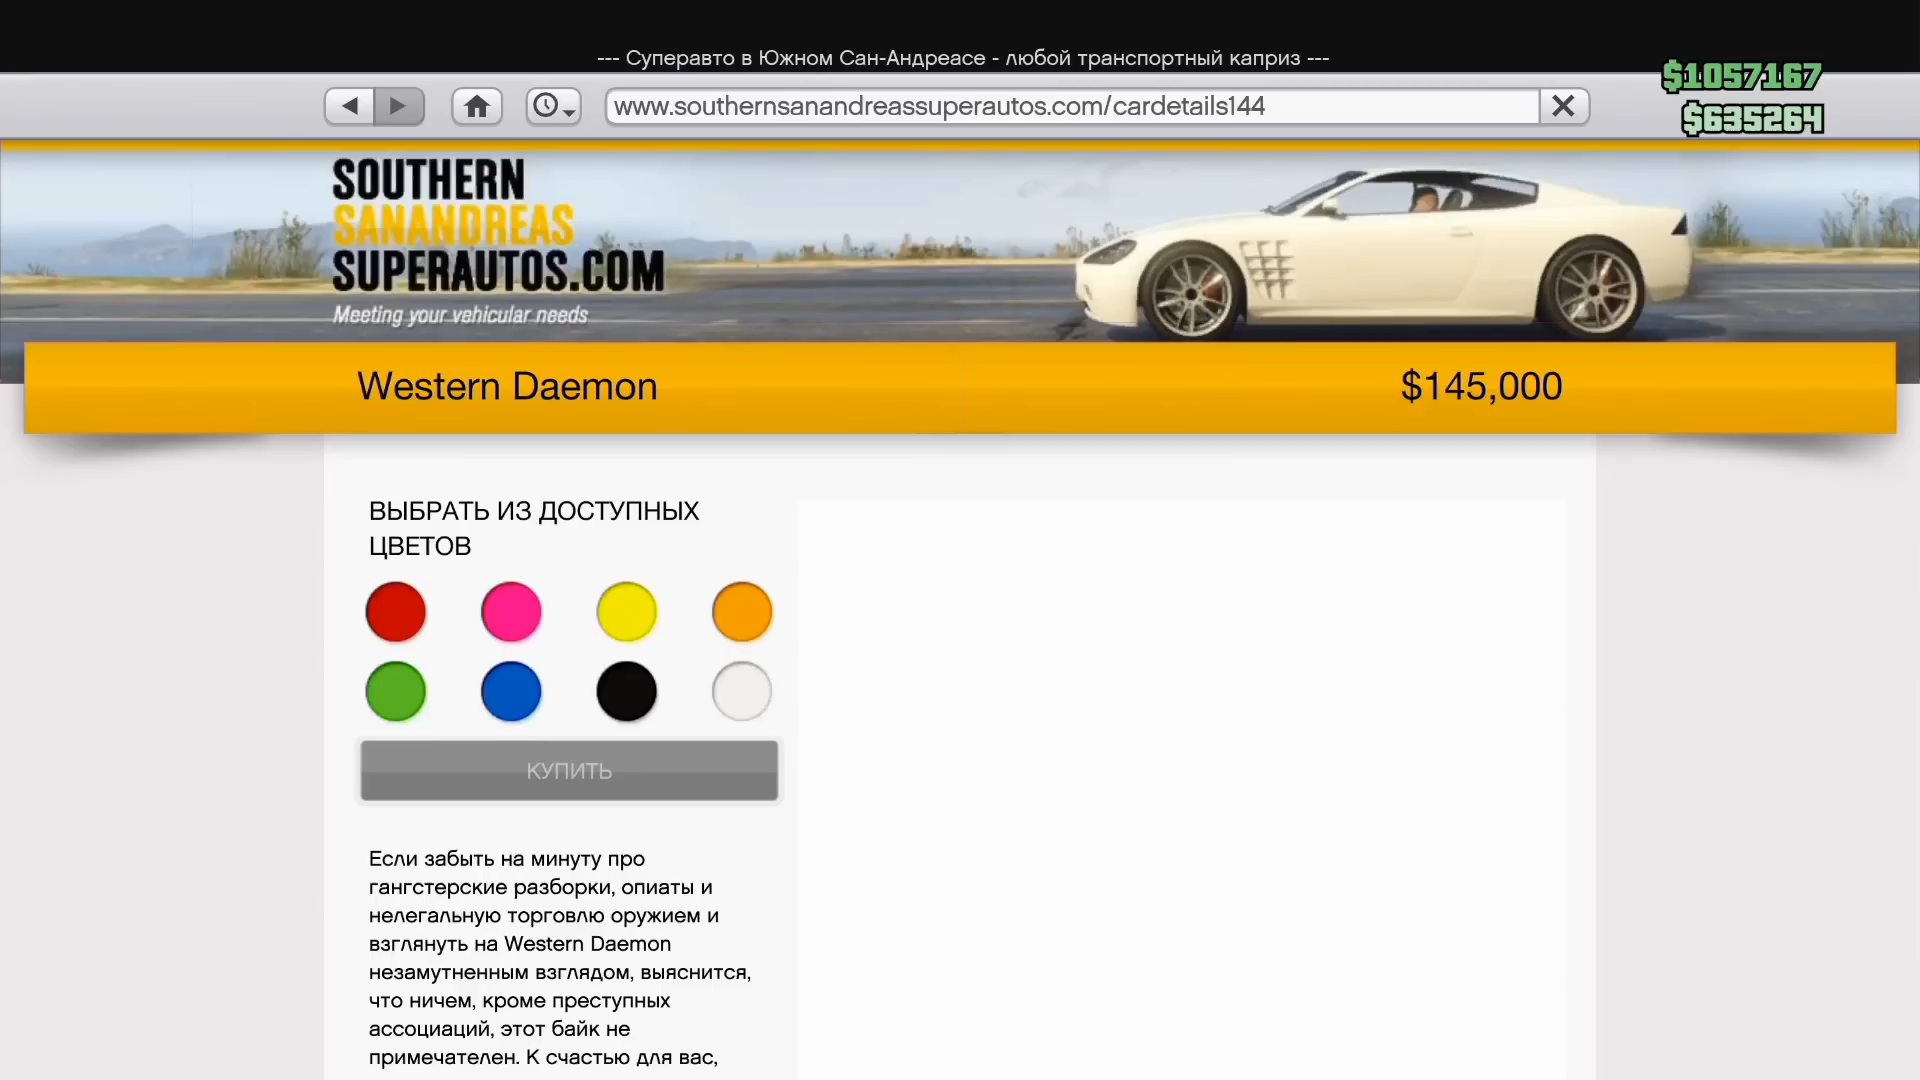 --- Суперавто в Южном Сан-Андреасе - любой транспортный каприз ---
$1057167
www.southernsanandreassuperautos.com/cardetails144
$635264
SOUTHERN
SANANDREAS
SUPERAUTOS.COM
Meeting your vehicular needs
Western Daemon $145,000
ВЫБРАТЬ ИЗ ДОСТУПНЫХ
ЦВЕТОВ
КУПИТЬ
Если забыть на минуту про
гангстерские разборки, опиаты и
нелегальную торговлю оружием и
взглянуть на Western Daemon
незамутненным взглядом, выяснится,
что ничем, кроме преступных
ассоциаций, этот байк не
примечателен. К счастью для вас,